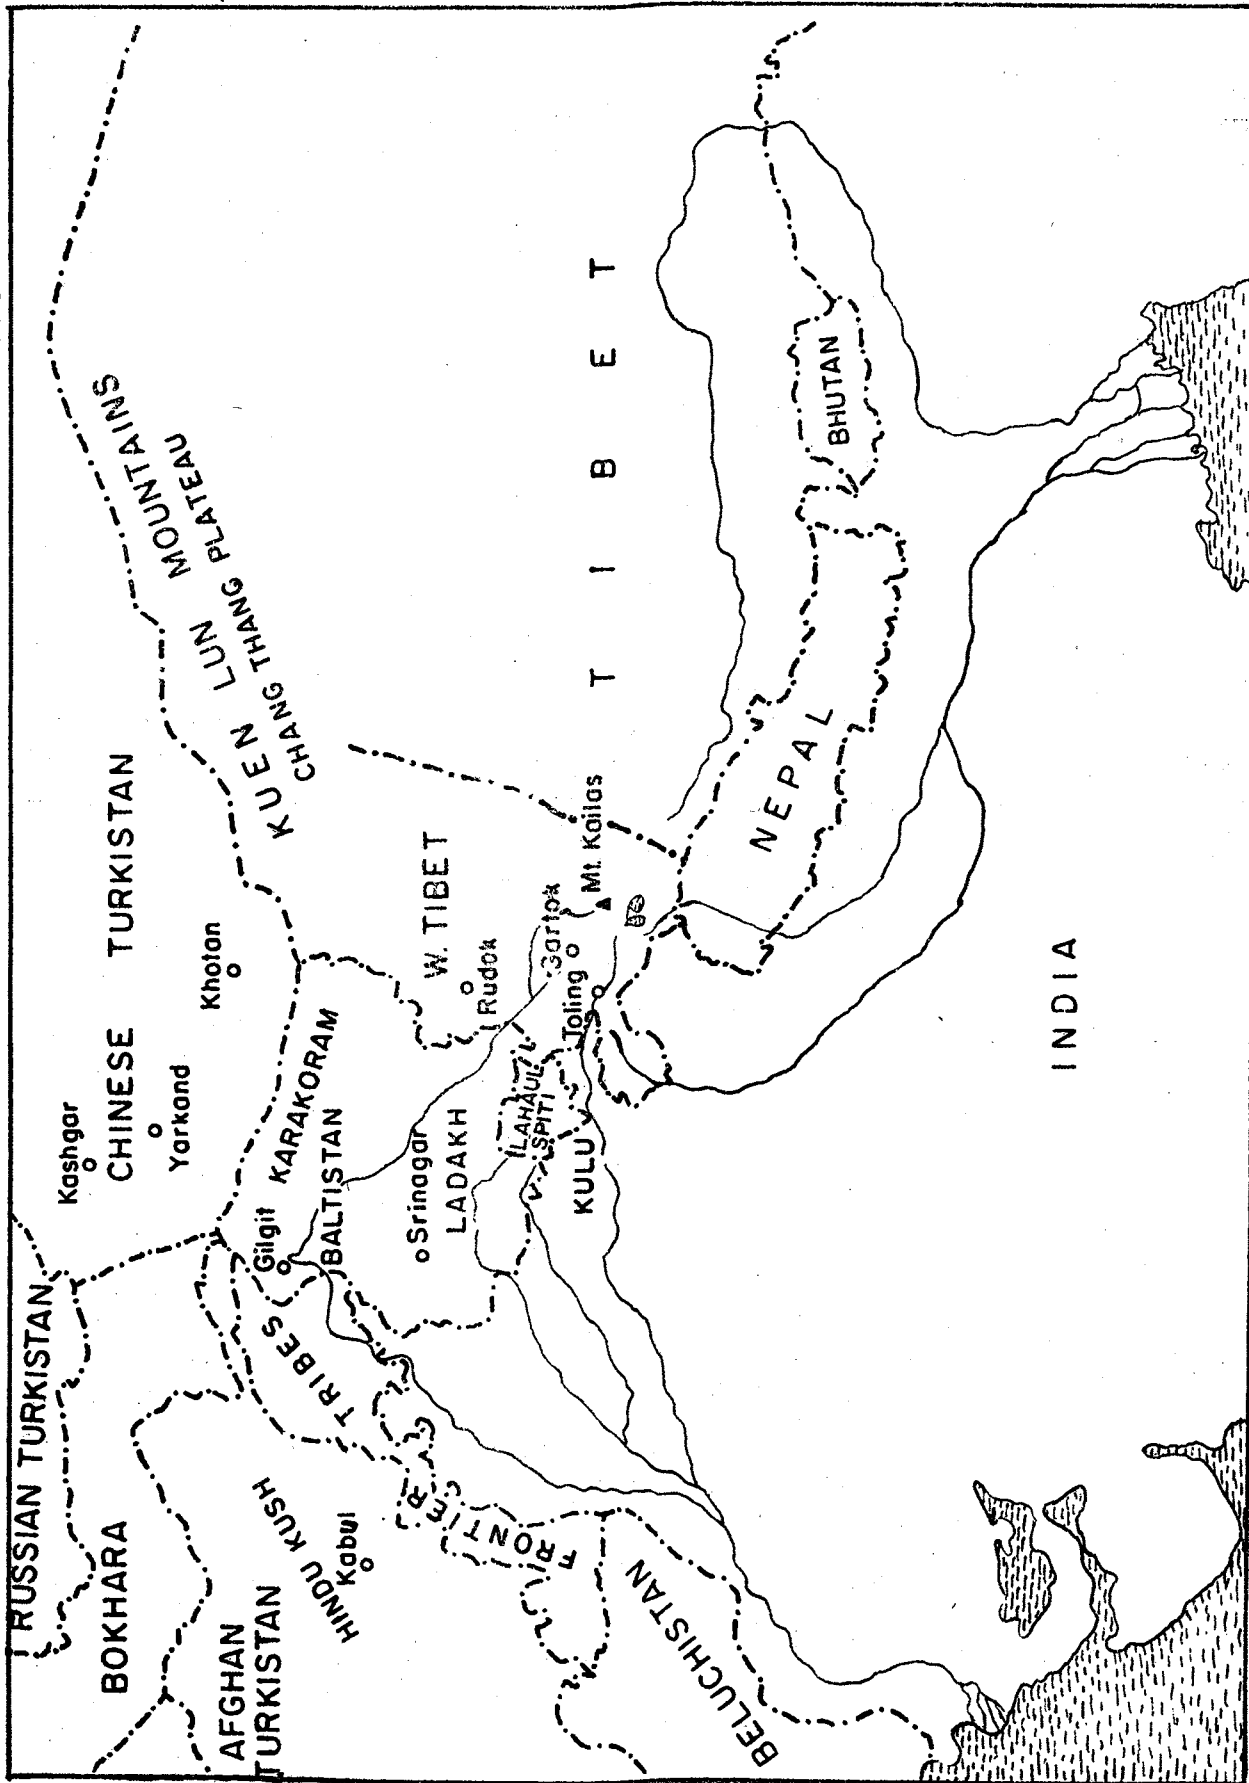 RUSSIAN TURKISTAN
BOKHARA
AFGHAN
TURKISTAN
HINDU KUSH
Kabul
FRONTIER
TRIBES
BELUCHISTAN
Kashgar
CHINESE TURKISTAN
Yarkand
Khotan
Gilgit
KARAKORAM
BALTISTAN
Srinagar
LADAKH
LAHAUL
SPITI
KULU
KUEN LUN MOUNTAINS
CHANG THANG PLATEAU
W. TIBET
Rudok
Gartok
Toling
Mt. Kailas
TIBET
NEPAL
BHUTAN
INDIA